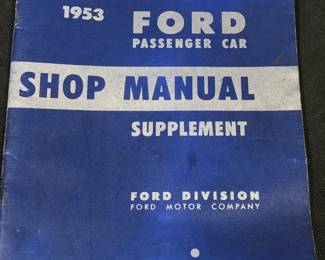 1953 FORD
PASSENGER CAR
SHOP MANUAL
SUPPLEMENT
FORD DIVISION
FORD MOTOR COMPANY